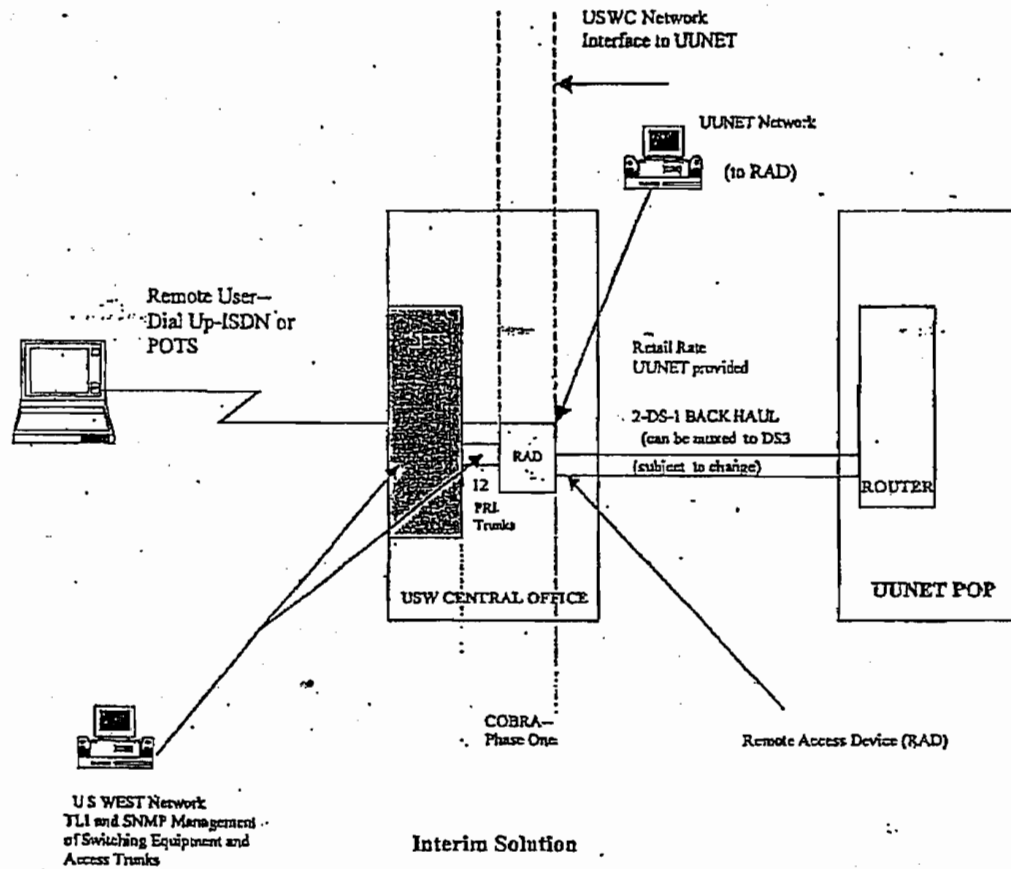 USWC Network
Interface to UUNET
UUNET Network
(to RAD)
Remote User–
Dial Up-ISDN or
POTS
Retail Rate
UUNET provided
2-DS-1 BACK HAUL
(can be muxed to DS3
(subject to change)
RAD
ROUTER
12
PRI
Trunks
USW CENTRAL OFFICE
UUNET POP
COBRA–
Phase One
Remote Access Device (RAD)
U S WEST Network
TL1 and SNMP Management
of Switching Equipment and
Access Trunks
Interim Solution